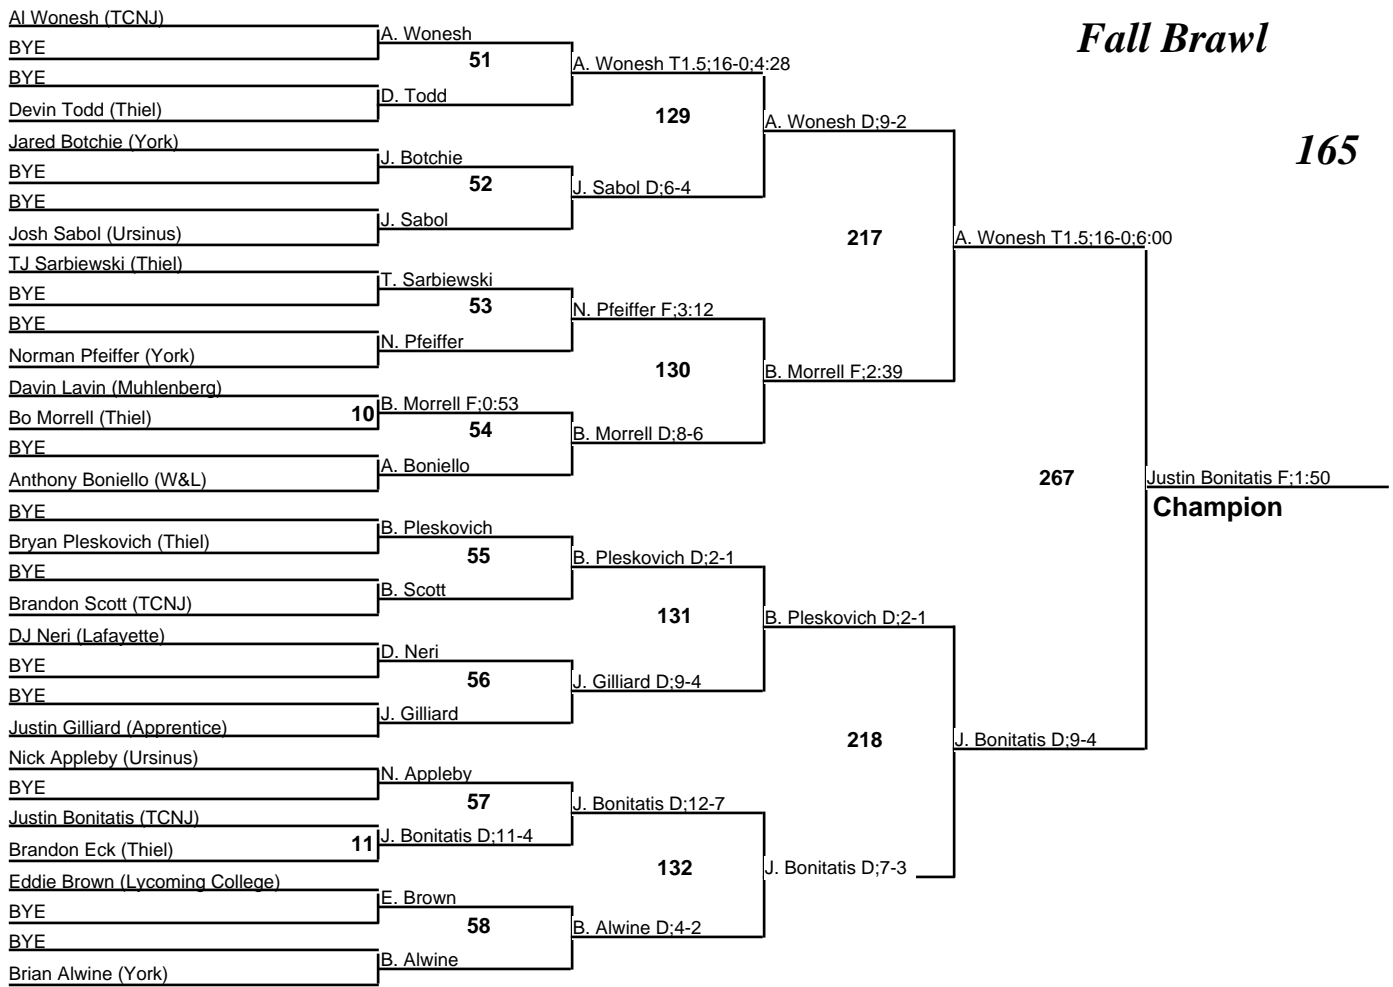 Fall Brawl
165
Al Wonesh (TCNJ)
BYE
BYE
Devin Todd (Thiel)
Jared Botchie (York)
BYE
BYE
Josh Sabol (Ursinus)
TJ Sarbiewski (Thiel)
BYE
BYE
Norman Pfeiffer (York)
Davin Lavin (Muhlenberg)
Bo Morrell (Thiel)
BYE
Anthony Boniello (W&L)
BYE
Bryan Pleskovich (Thiel)
BYE
Brandon Scott (TCNJ)
DJ Neri (Lafayette)
BYE
BYE
Justin Gilliard (Apprentice)
Nick Appleby (Ursinus)
BYE
Justin Bonitatis (TCNJ)
Brandon Eck (Thiel)
Eddie Brown (Lycoming College)
BYE
BYE
Brian Alwine (York)
10
11
A. Wonesh
51
D. Todd
J. Botchie
52
J. Sabol
T. Sarbiewski
53
N. Pfeiffer
B. Morrell F;0:53
54
A. Boniello
B. Pleskovich
55
B. Scott
D. Neri
56
J. Gilliard
N. Appleby
57
J. Bonitatis D;11-4
E. Brown
58
B. Alwine
A. Wonesh T1.5;16-0;4:28
129
J. Sabol D;6-4
N. Pfeiffer F;3:12
130
B. Morrell D;8-6
B. Pleskovich D;2-1
131
J. Gilliard D;9-4
J. Bonitatis D;12-7
132
B. Alwine D;4-2
A. Wonesh D;9-2
217
B. Morrell F;2:39
B. Pleskovich D;2-1
218
J. Bonitatis D;7-3
A. Wonesh T1.5;16-0;6:00
267
J. Bonitatis D;9-4
Justin Bonitatis F;1:50
Champion